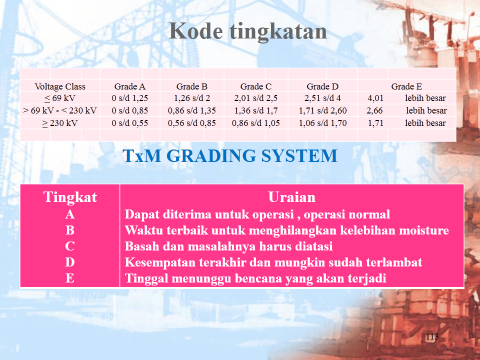 Kode tingkatan
Voltage Class Grade A Grade B Grade C Grade D Grade E
≤ 69 kV 0 s/d 1,25 1,26 s/d 2 2,01 s/d 2,5 2,51 s/d 4 4,01 lebih besar
> 69 kV - < 230 kV 0 s/d 0,85 0,86 s/d 1,35 1,36 s/d 1,7 1,71 s/d 2,60 2,66 lebih besar
≥ 230 kV 0 s/d 0,55 0,56 s/d 0,85 0,86 s/d 1,05 1,06 s/d 1,70 1,71 lebih besar
TxM GRADING SYSTEM
Tingkat Uraian
A Dapat diterima untuk operasi , operasi normal
B Waktu terbaik untuk menghilangkan kelebihan moisture
C Basah dan masalahnya harus diatasi
D Kesempatan terakhir dan mungkin sudah terlambat
E Tinggal menunggu bencana yang akan terjadi